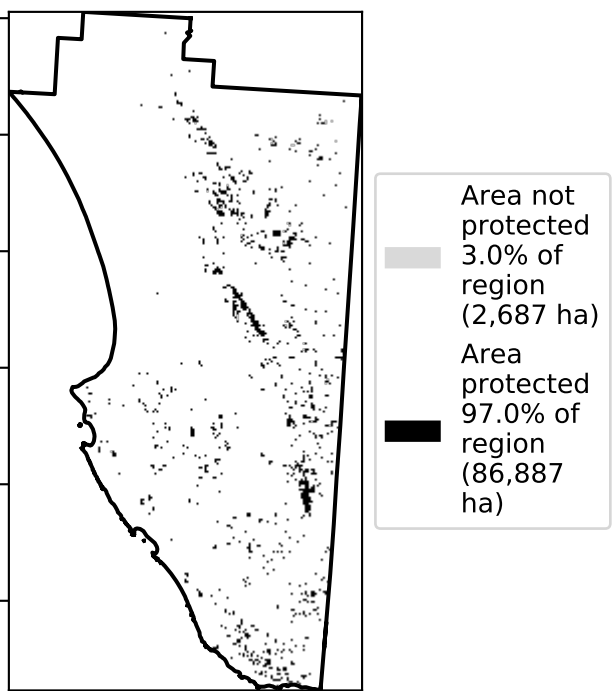 Area not
protected
3.0% of
region
(2,687 ha)
Area
protected
97.0% of
region
(86,887
ha)